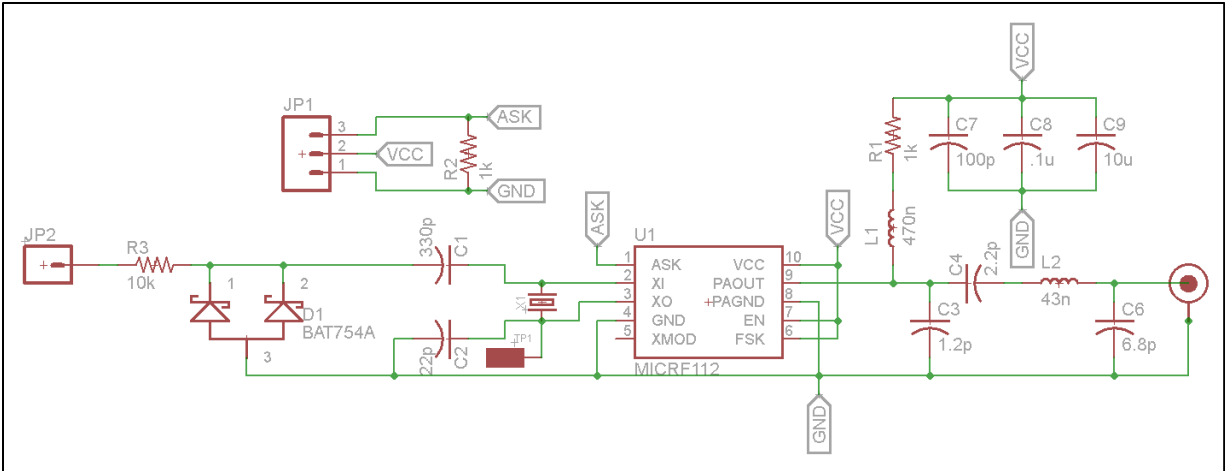 VCC
JP1
3
2
1
ASK
VCC
GND
R2
1k
R1
1k
C7
100p
C8
.1u
C9
10u
GND
L1
470n
JP2
R3
10k
1
2
3
D1
BAT754A
330p
C1
22p
C2
X1
TP1
ASK
U1
1
2
3
4
5
ASK
XI
XO
GND
XMOD
VCC
PAOUT
PAGND
EN
FSK
10
9
8
7
6
MICRF112
VCC
C4
2.2p
L2
43n
C3
1.2p
C6
6.8p
GND